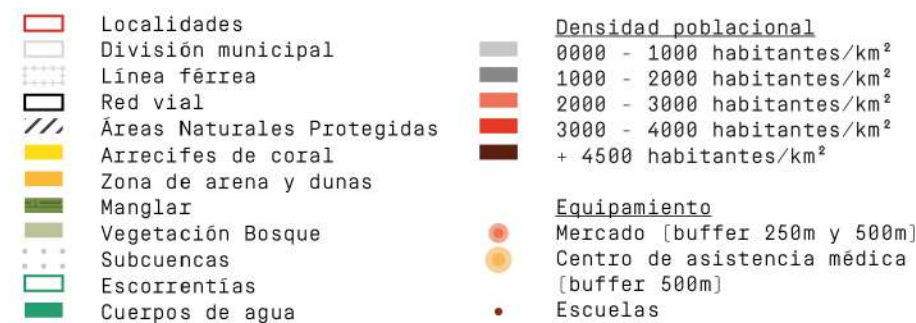 Localidades
División municipal
Línea férrea
Red vial
Áreas Naturales Protegidas
Arrecifes de coral
Zona de arena y dunas
Manglar
Vegetación Bosque
Subcuencas
Escorrentías
Cuerpos de agua
Densidad poblacional
0000 - 1000 habitantes/km²
1000 - 2000 habitantes/km²
2000 - 3000 habitantes/km²
3000 - 4000 habitantes/km²
+ 4500 habitantes/km²
Equipamiento
Mercado [buffer 250m y 500m]
Centro de asistencia médica
[buffer 500m]
Escuelas